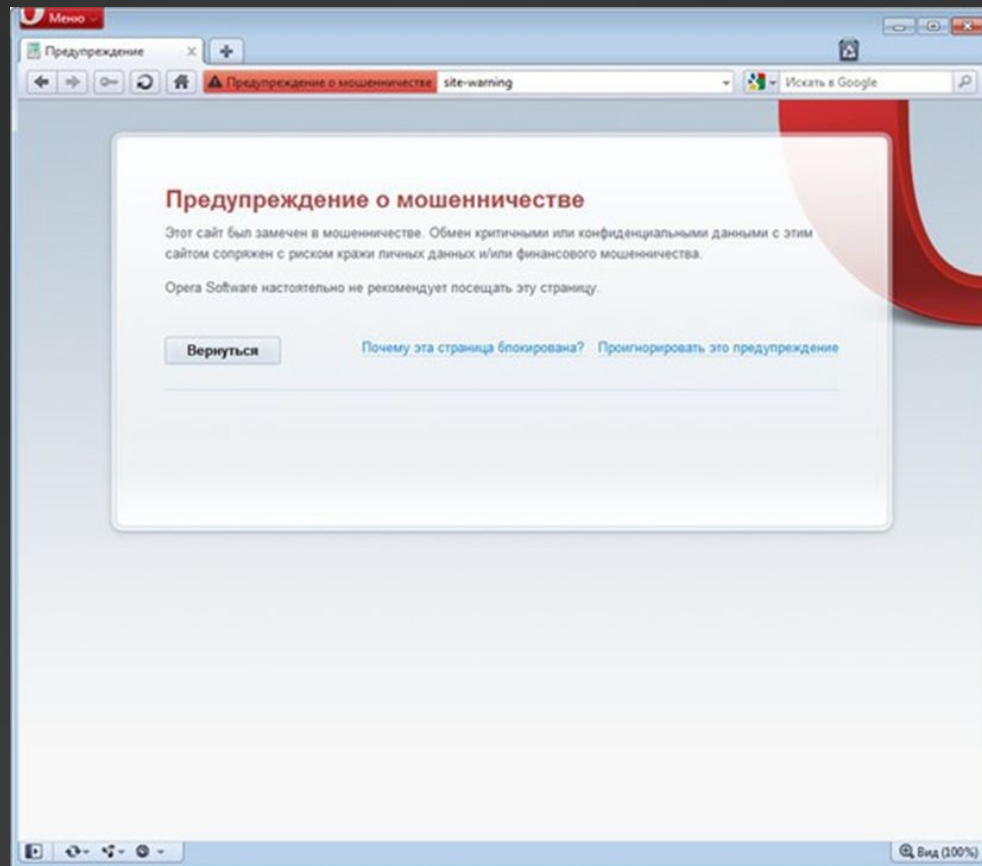 Меню
Предупреждение
Предупреждение о мошенничестве site-warning Искать в Google
Предупреждение о мошенничестве
Этот сайт был замечен в мошенничестве. Обмен критичными или конфиденциальными данными с этим
сайтом сопряжен с риском кражи личных данных и/или финансового мошенничества.
Opera Software настоятельно не рекомендует посещать эту страницу.
Вернуться Почему эта страница блокирована? Проигнорировать это предупреждение
Вид (100%)